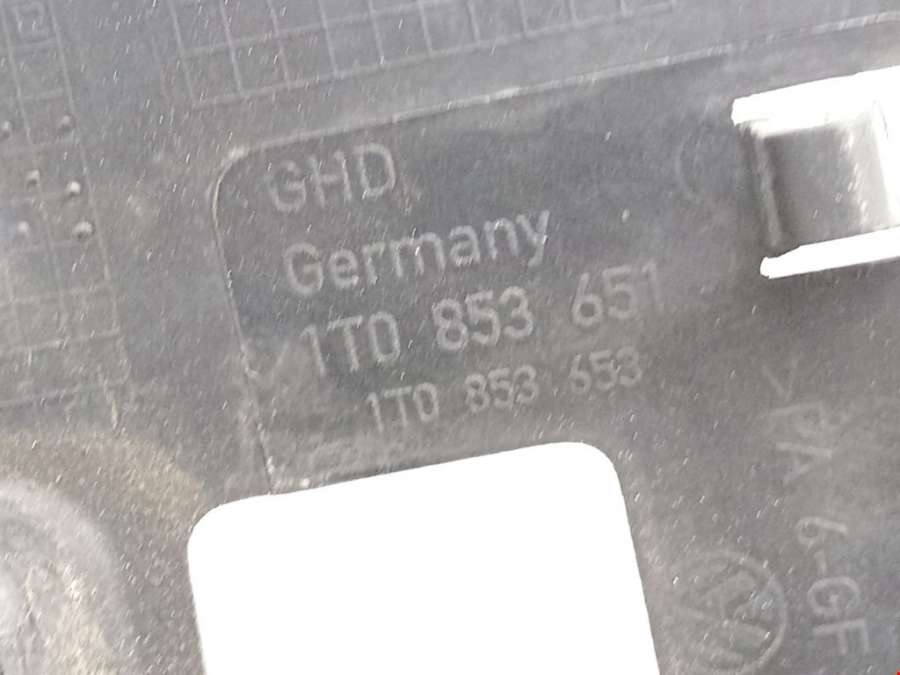 GHD
Germany
1T0 853 651
1T0 853 653
>PA 6-GF